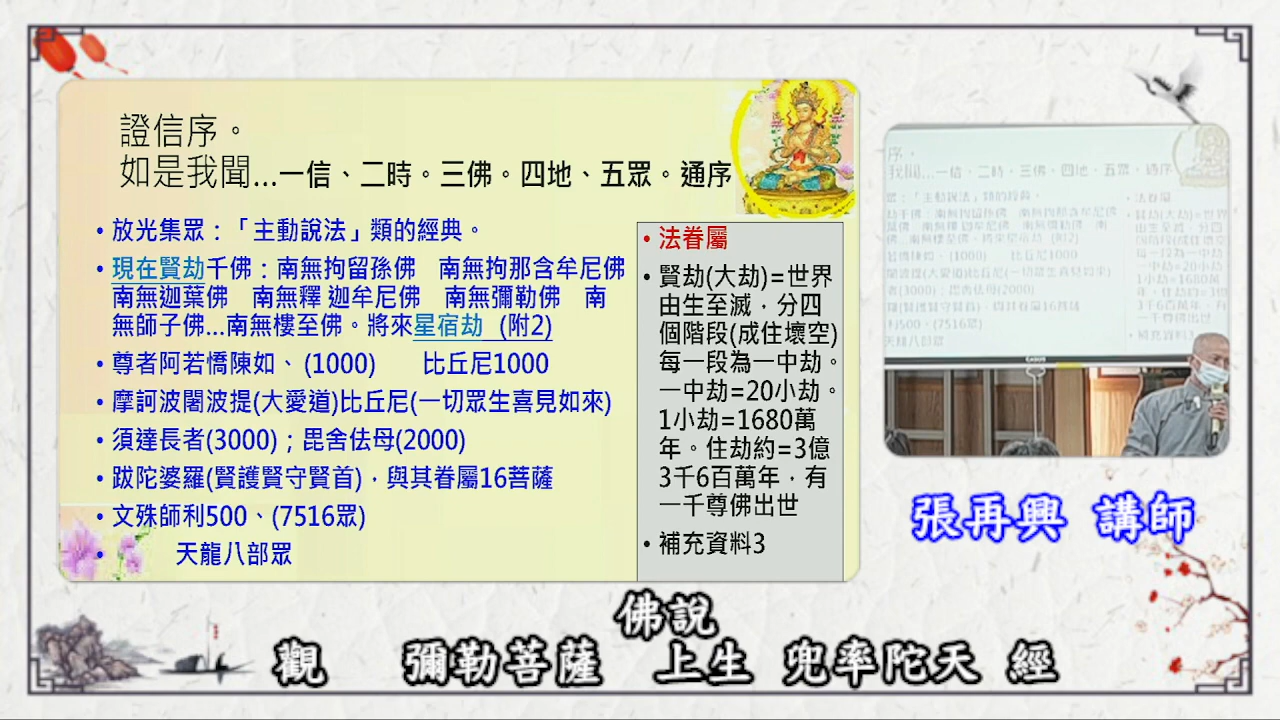 證信序。
如是我聞...一信、二時。三佛。四地、五眾。通序
• 放光集眾：「主動說法」類的經典。
• 現在賢劫千佛：南無拘留孫佛 南無拘那含牟尼佛
南無迦葉佛 南無釋 迦牟尼佛 南無彌勒佛 南
無師子佛...南無樓至佛。將來星宿劫 (附2)
• 尊者阿若憍陳如、 (1000) 比丘尼1000
• 摩訶波闍波提(大愛道)比丘尼(一切眾生喜見如來)
• 須達長者(3000)；毘舍佉母(2000)
• 跋陀婆羅(賢護賢守賢首)，與其眷屬16菩薩
• 文殊師利500、(7516眾)
• 天龍八部眾
• 法眷屬
• 賢劫(大劫)=世界
由生至滅，分四
個階段(成住壞空)
每一段為一中劫。
一中劫=20小劫。
1小劫=1680萬
年。住劫約=3億
3千6百萬年，有
一千尊佛出世
• 補充資料3
張再興 講師
佛說
觀 彌勒菩薩 上生 兜率陀天 經